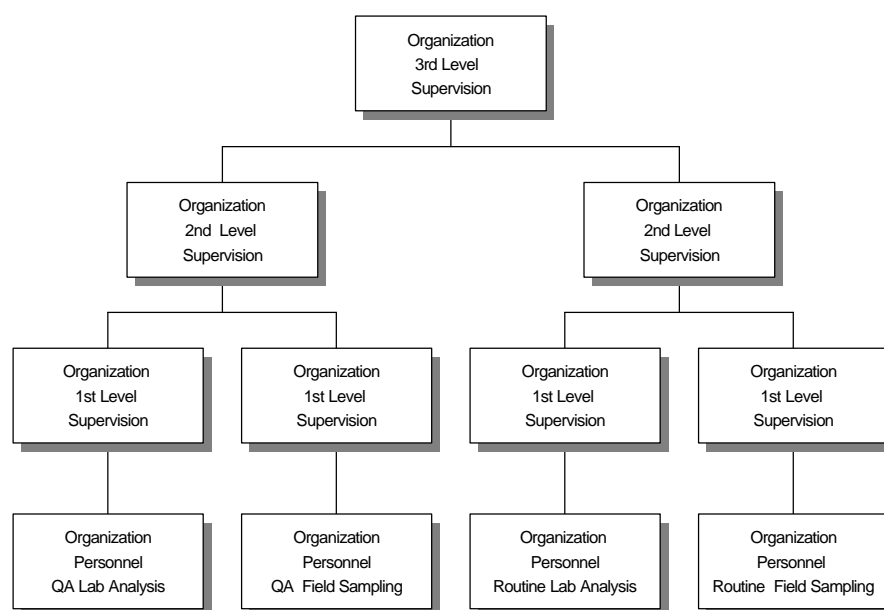 Organization
3rd Level
Supervision
Organization
2nd Level
Supervision
Organization
2nd Level
Supervision
Organization
1st Level
Supervision
Organization
1st Level
Supervision
Organization
1st Level
Supervision
Organization
1st Level
Supervision
Organization
Personnel
QA Lab Analysis
Organization
Personnel
QA Field Sampling
Organization
Personnel
Routine Lab Analysis
Organization
Personnel
Routine Field Sampling